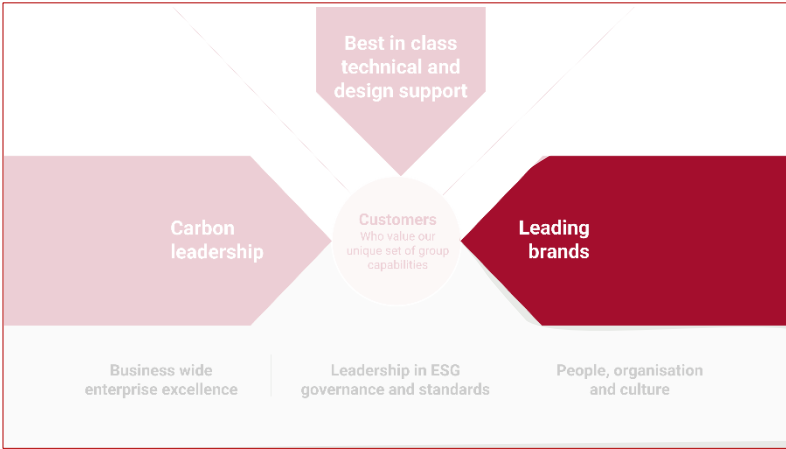 Best in class
technical and
design support
Carbon
leadership
Customers
Who value our
unique set of group
capabilities
Leading
brands
Business wide
enterprise excellence
Leadership in ESG
governance and standards
People, organisation
and culture